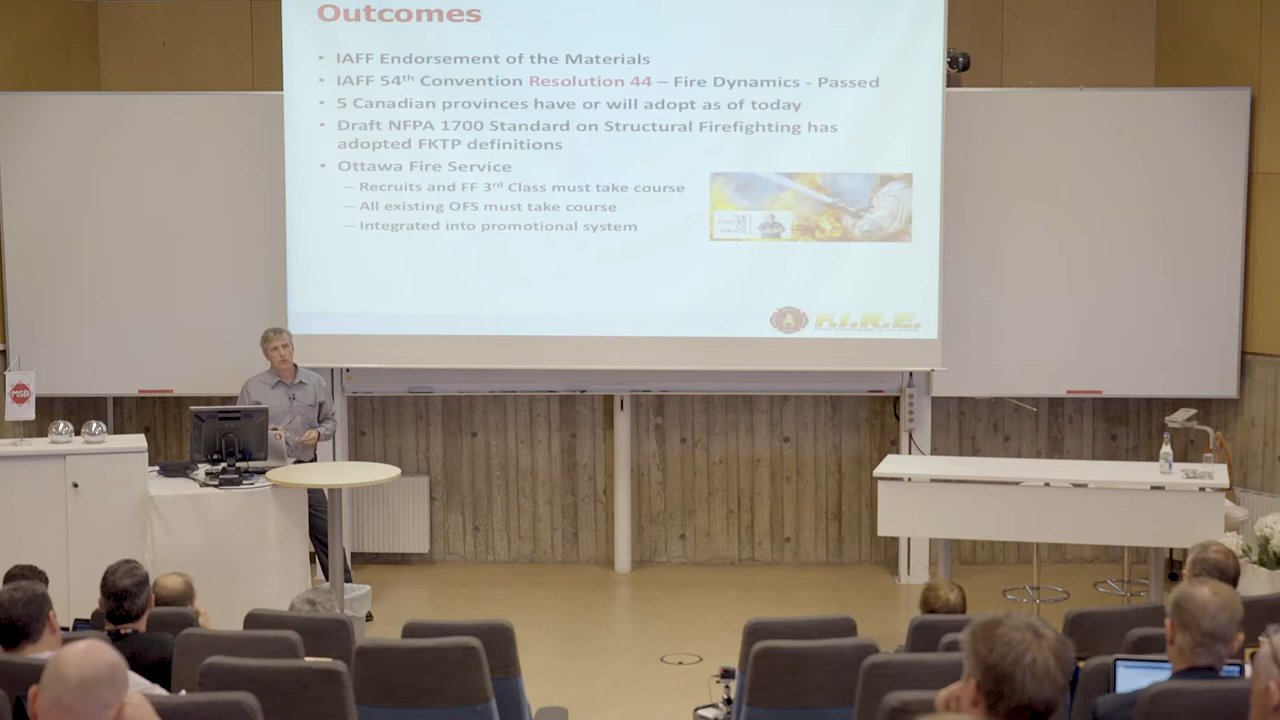 Outcomes
• IAFF Endorsement of the Materials
• IAFF 54th Convention Resolution 44 – Fire Dynamics - Passed
• 5 Canadian provinces have or will adopt as of today
• Draft NFPA 1700 Standard on Structural Firefighting has
adopted FKTP definitions
• Ottawa Fire Service
– Recruits and FF 3rd Class must take course
– All existing OFS must take course
– Integrated into promotional system
F.I.R.E.
MSB